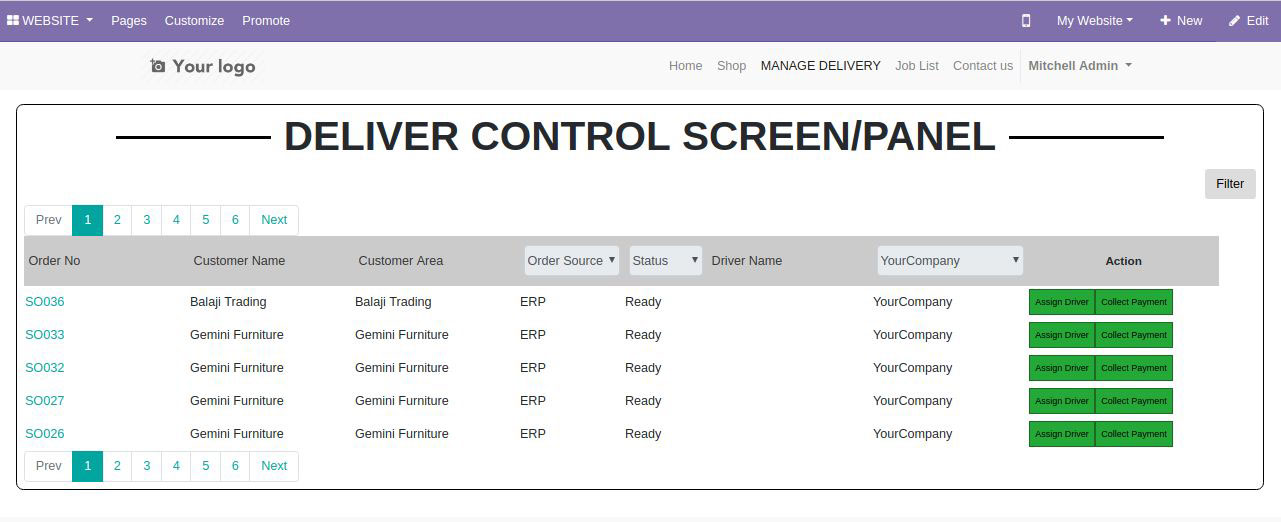 WEBSITE Pages Customize Promote My Website New Edit
Your logo Home Shop MANAGE DELIVERY Job List Contact us Mitchell Admin
DELIVER CONTROL SCREEN/PANEL
Filter
Prev 1 2 3 4 5 6 Next
Order No Customer Name Customer Area Order Source Status Driver Name YourCompany Action
SO036 Balaji Trading Balaji Trading ERP Ready YourCompany Assign Driver Collect Payment
SO033 Gemini Furniture Gemini Furniture ERP Ready YourCompany Assign Driver Collect Payment
SO032 Gemini Furniture Gemini Furniture ERP Ready YourCompany Assign Driver Collect Payment
SO027 Gemini Furniture Gemini Furniture ERP Ready YourCompany Assign Driver Collect Payment
SO026 Gemini Furniture Gemini Furniture ERP Ready YourCompany Assign Driver Collect Payment
Prev 1 2 3 4 5 6 Next